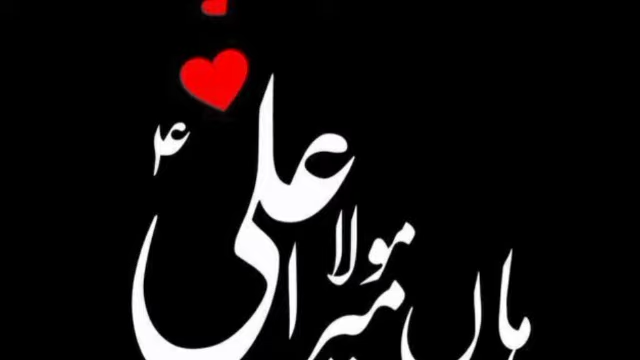 ہاں میرا
مولا
علی ؑ